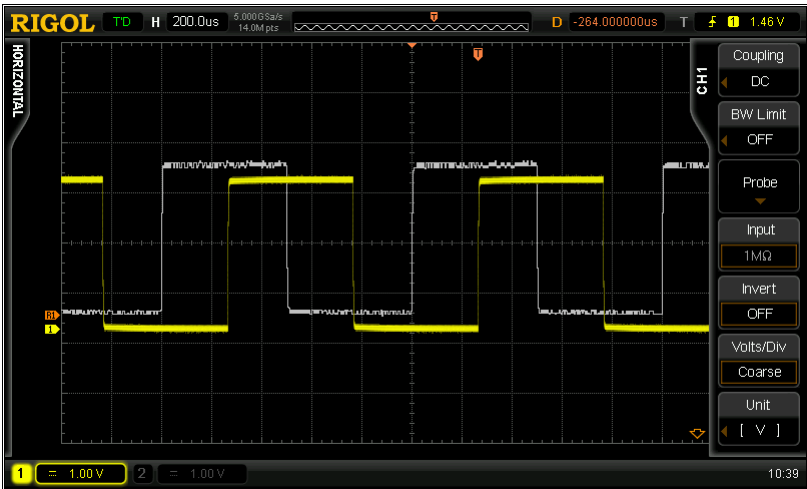 RIGOL T'D H 200.0us 5.000GSa/s D -264.000000us T 1 1.46 V
14.0M pts
T
HORIZONTAL
T
CH1
Coupling
DC
BW Limit
OFF
Probe
Input
1MΩ
Invert
OFF
Volts/Div
Coarse
Unit
[ V ]
R1
1
1 = 1.00 V 2 = 1.00 V 10:39